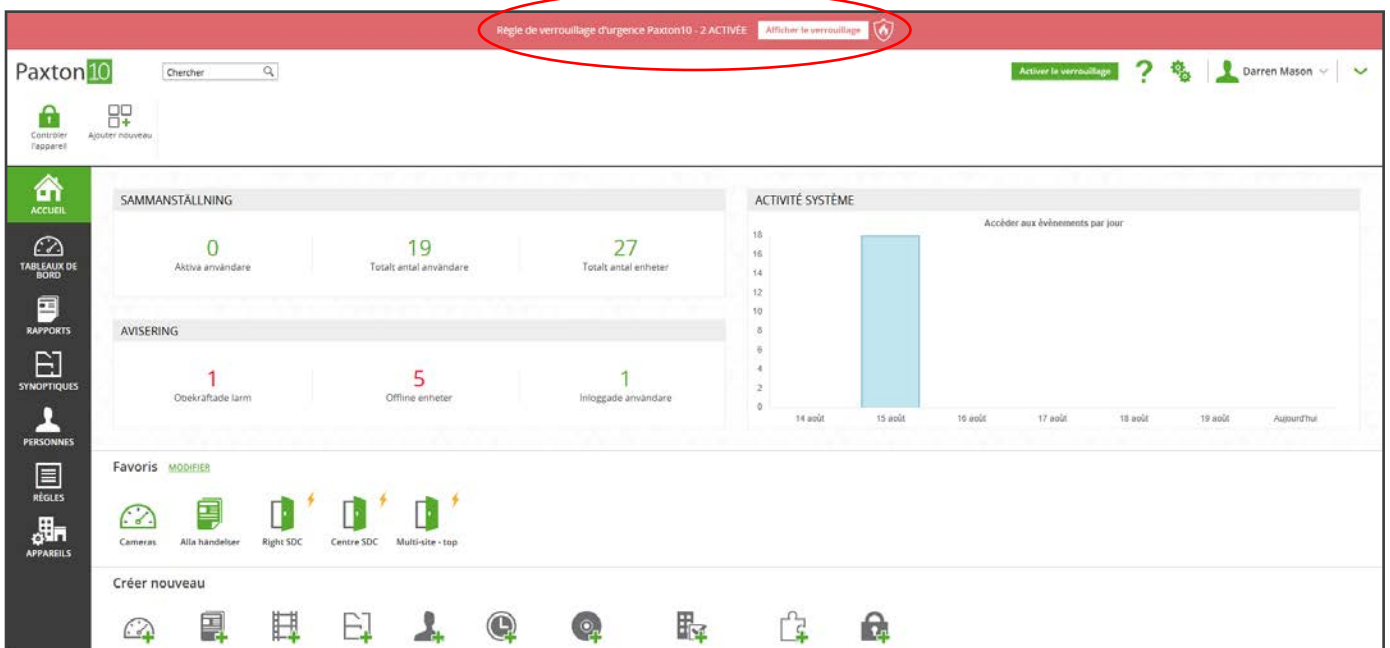 Règle de verrouillage d'urgence Paxton10 - 2 ACTIVÉE Afficher le verrouillage
Paxton10 Chercher Activer le verrouillage ? Darren Mason
Contrôler l'appareil
Ajouter nouveau
ACCUEIL
TABLEAUX DE BORD
RAPPORTS
SYNOPTIQUES
PERSONNES
RÈGLES
APPAREILS
SAMMANSTÄLLNING
0 19 27
Aktiva användare Totalt antal användare Totalt antal enheter
AVISERING
1 5 1
Obekräftade larm Offline enheter Inloggade användare
ACTIVITÉ SYSTÈME
Accéder aux évènements par jour
18
16
14
12
10
8
6
4
2
0
14 août 15 août 16 août 17 août 18 août 19 août Aujourd'hui
Favoris MODIFIER
Cameras Alla händelser Right SDC Centre SDC Multi-site - top
Créer nouveau